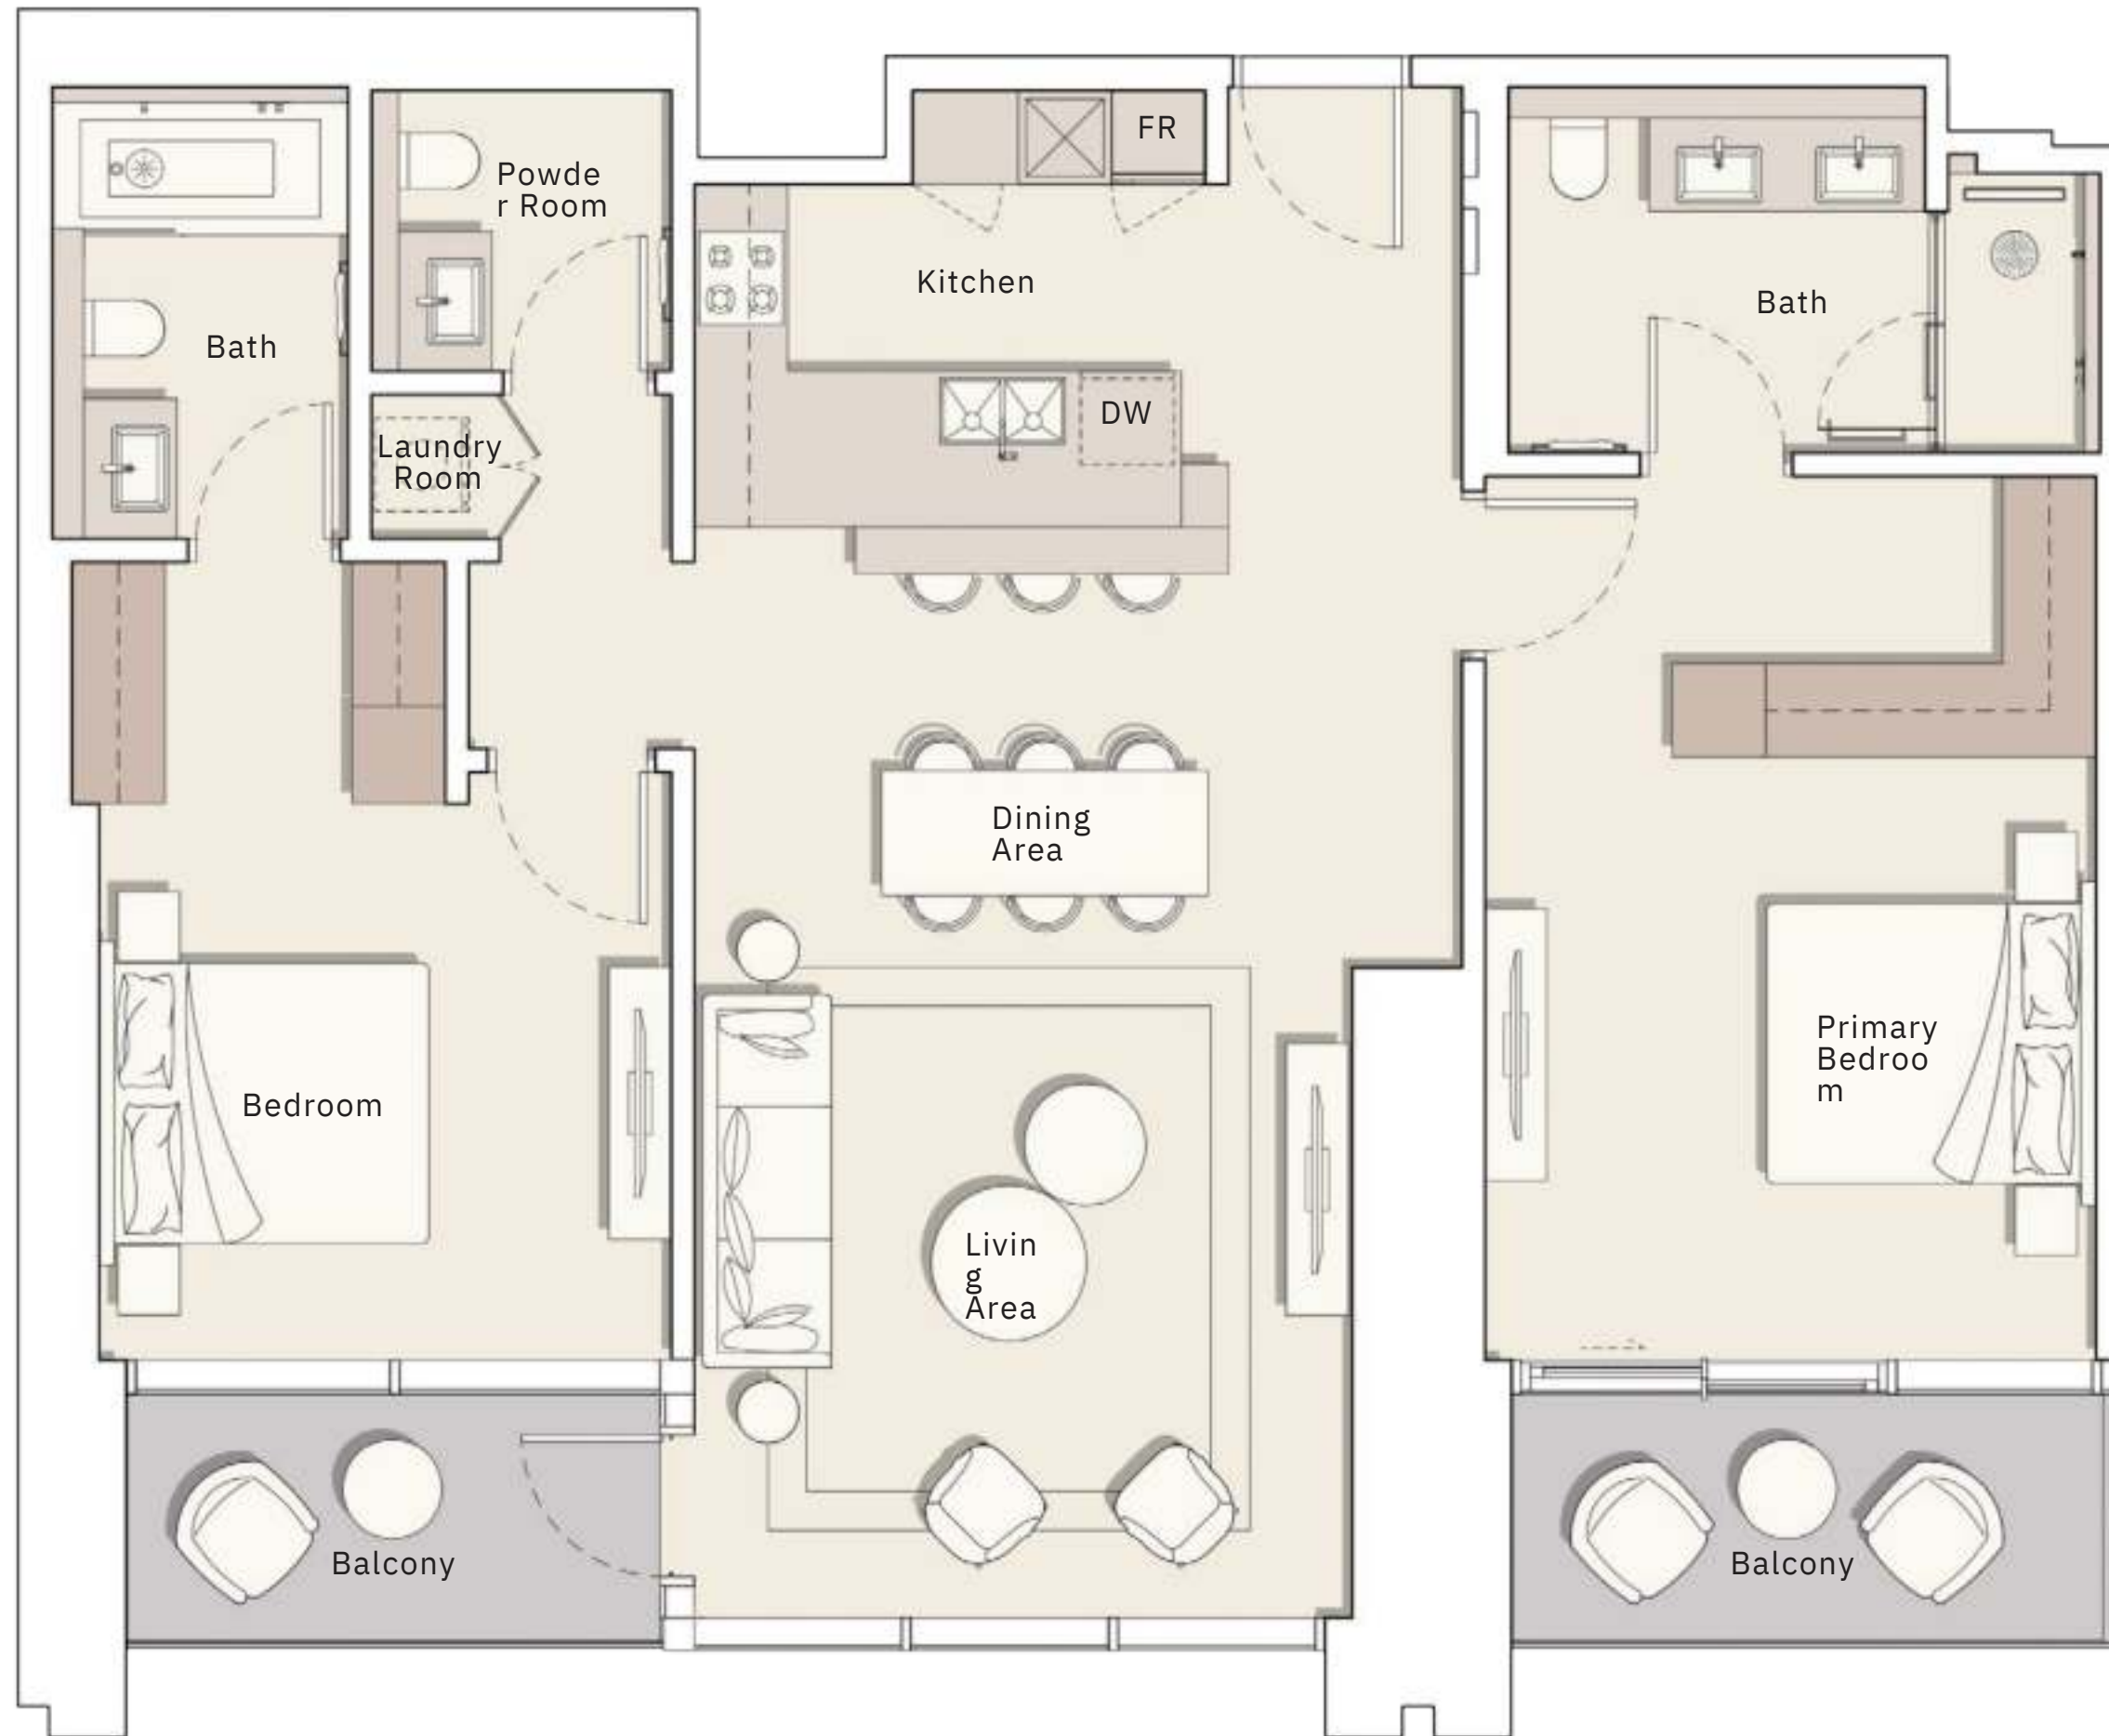 FR
Powde
r Room
Kitchen
Bath
Bath
DW
Laundry
Room
Dining
Area
Primary
Bedroo
m
Bedroom
Livin
g
Area
Balcony
Balcony